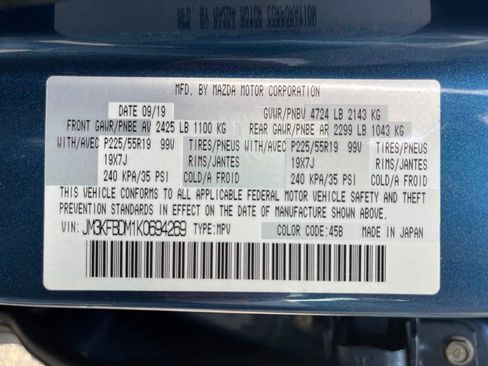 MFD. BY MAZDA MOTOR CORPORATION
DATE 09/19 GVWR/PNBV 4724 LB 2143 KG
FRONT GAWR/PNBE AV 2425 LB 1100 KG REAR GAWR/PNBE AR 2299 LB 1043 KG
WITH/AVEC P225/55R19 99V TIRES/PNEUS WITH/AVEC P225/55R19 99V TIRES/PNEUS
19X7J RIMS/JANTES 19X7J RIMS/JANTES
240 KPA/35 PSI COLD/A FROID 240 KPA/35 PSI COLD/A FROID
THIS VEHICLE CONFORMS TO ALL APPLICABLE FEDERAL MOTOR VEHICLE SAFETY AND THEFT
PREVENTION STANDARDS IN EFFECT ON THE DATE OF MANUFACTURE SHOWN ABOVE.
VIN: JM3KFBDM1K0694269 TYPE:MPV COLOR CODE:45B MADE IN JAPAN